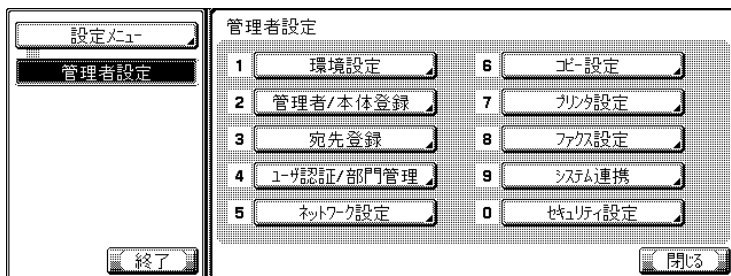 設定メニュー
管理者設定
終了
管理者設定
1 環境設定
2 管理者/本体登録
3 宛先登録
4 ユーザ認証/部門管理
5 ネットワーク設定
6 コピー設定
7 プリンタ設定
8 ファクス設定
9 システム連携
0 セキュリティ設定
閉じる